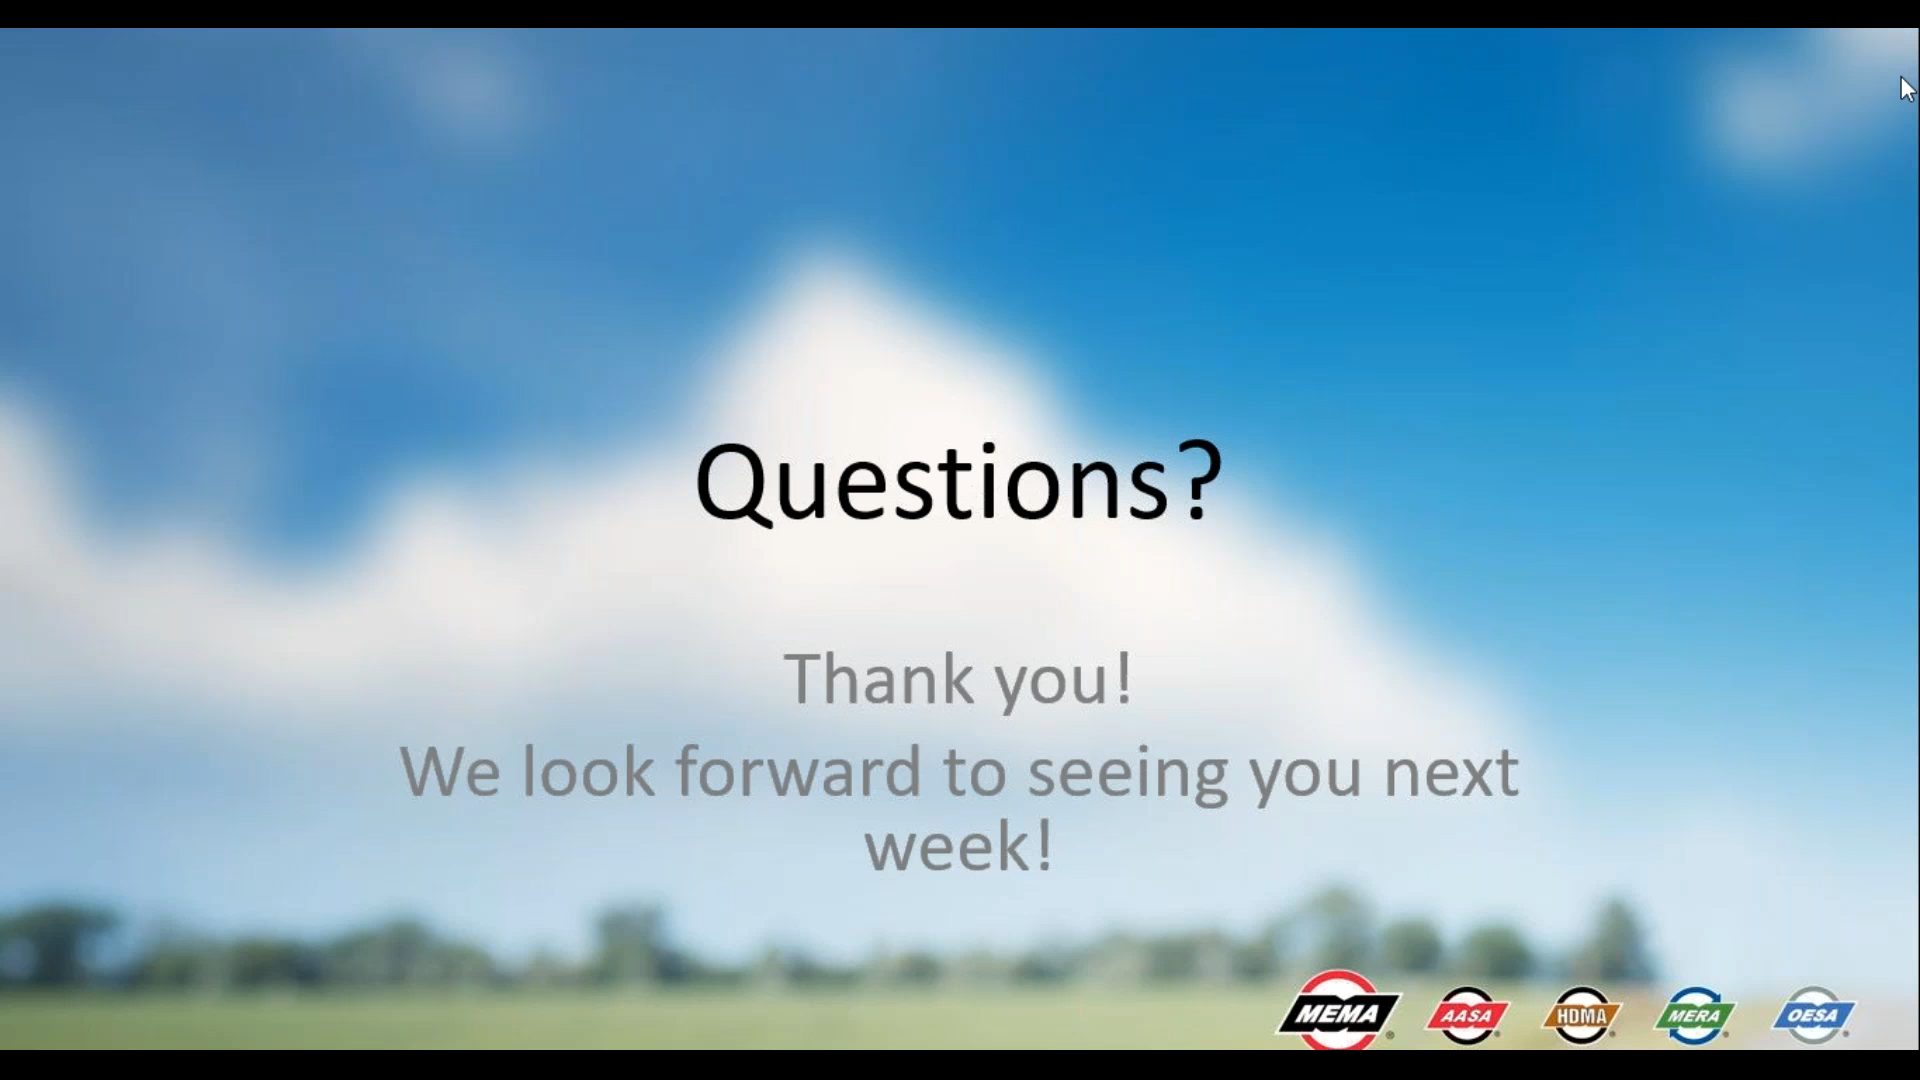 Questions?
Thank you!
We look forward to seeing you next
week!
MEMA AASA HDMA MERA OESA